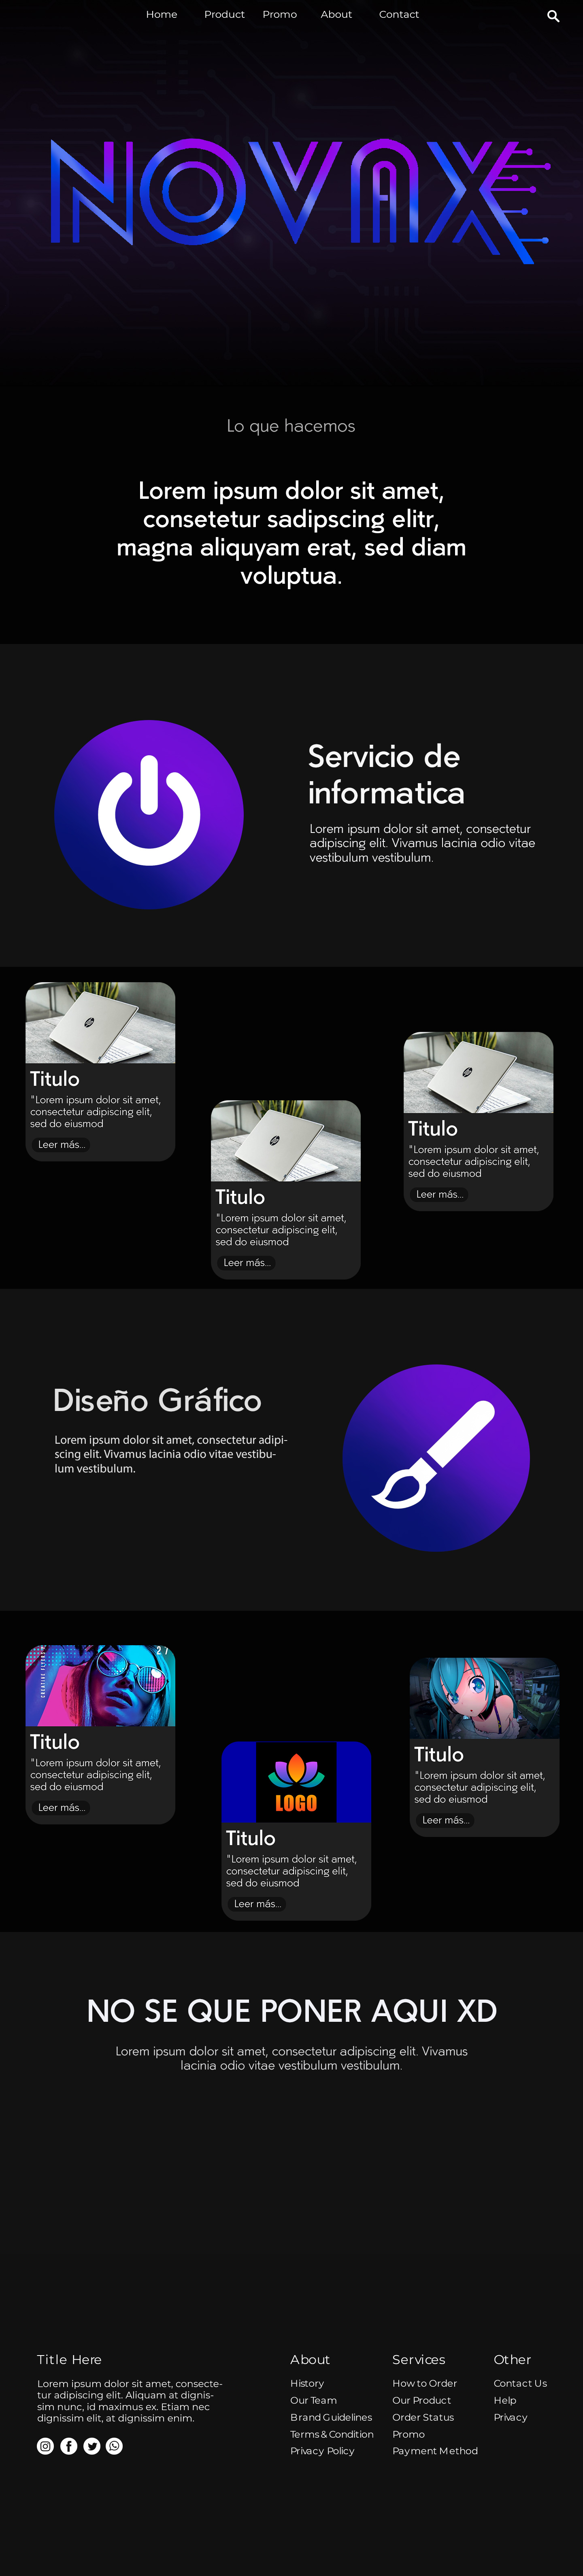 Home Product Promo About Contact
NOVAX
Lo que hacemos
Lorem ipsum dolor sit amet,
consetetur sadipscing elitr,
magna aliquyam erat, sed diam
voluptua.
Servicio de
informatica
Lorem ipsum dolor sit amet, consectetur
adipiscing elit. Vivamus lacinia odio vitae
vestibulum vestibulum.
Titulo
"Lorem ipsum dolor sit amet,
consectetur adipiscing elit,
sed do eiusmod
Leer más...
Titulo
"Lorem ipsum dolor sit amet,
consectetur adipiscing elit,
sed do eiusmod
Leer más...
Titulo
"Lorem ipsum dolor sit amet,
consectetur adipiscing elit,
sed do eiusmod
Leer más...
Diseño Gráfico
Lorem ipsum dolor sit amet, consectetur adipi-
scing elit. Vivamus lacinia odio vitae vestibu-
lum vestibulum.
27
Titulo
"Lorem ipsum dolor sit amet,
consectetur adipiscing elit,
sed do eiusmod
Leer más...
LOGO
Titulo
"Lorem ipsum dolor sit amet,
consectetur adipiscing elit,
sed do eiusmod
Leer más...
Titulo
"Lorem ipsum dolor sit amet,
consectetur adipiscing elit,
sed do eiusmod
Leer más...
NO SE QUE PONER AQUI XD
Lorem ipsum dolor sit amet, consectetur adipiscing elit. Vivamus
lacinia odio vitae vestibulum vestibulum.
Title Here
Lorem ipsum dolor sit amet, consecte-
tur adipiscing elit. Aliquam at dignis-
sim nunc, id maximus ex. Etiam nec
dignissim elit, at dignissim enim.
About
History
Our Team
Brand Guidelines
Terms & Condition
Privacy Policy
Services
How to Order
Our Product
Order Status
Promo
Payment Method
Other
Contact Us
Help
Privacy